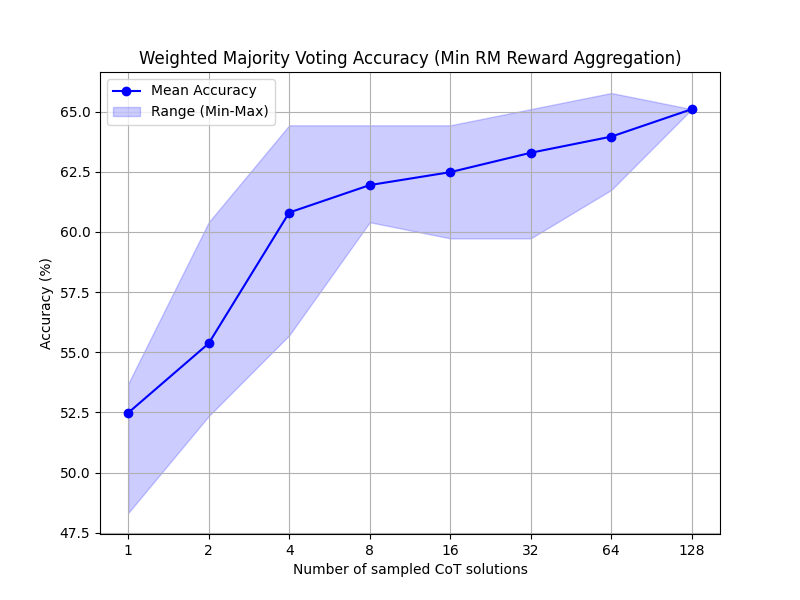 Weighted Majority Voting Accuracy (Min RM Reward Aggregation)
Mean Accuracy
Range (Min-Max)
65.0
62.5
60.0
57.5
55.0
52.5
50.0
47.5
Accuracy (%)
1 2 4 8 16 32 64 128
Number of sampled CoT solutions